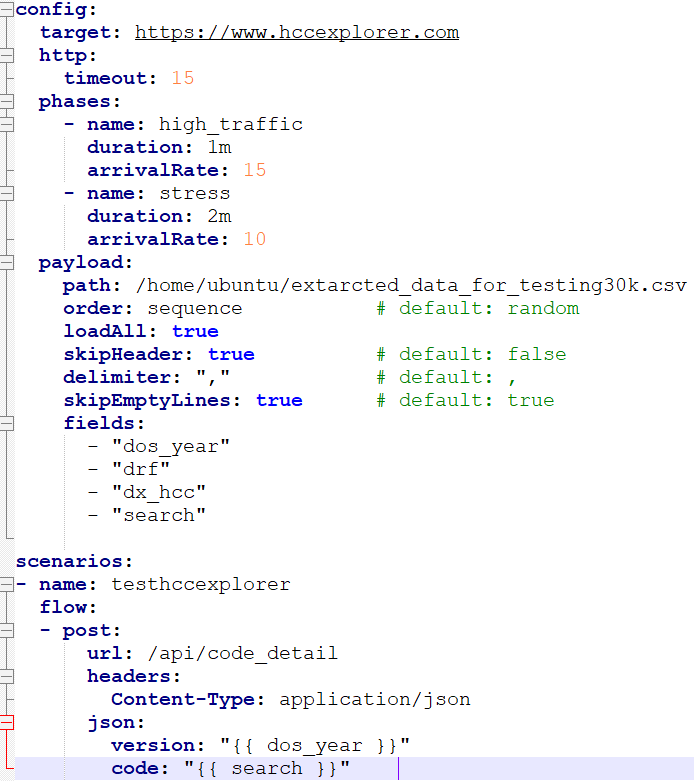 config:
  target: https://www.hccexplorer.com
  http:
    timeout: 15
  phases:
    - name: high_traffic
      duration: 1m
      arrivalRate: 15
    - name: stress
      duration: 2m
      arrivalRate: 10
  payload:
    path: /home/ubuntu/extarcted_data_for_testing30k.csv
    order: sequence           # default: random
    loadAll: true
    skipHeader: true          # default: false
    delimiter: ","            # default: ,
    skipEmptyLines: true      # default: true
    fields:
      - "dos_year"
      - "drf"
      - "dx_hcc"
      - "search"
scenarios:
- name: testhccexplorer
  flow:
  - post:
      url: /api/code_detail
      headers:
        Content-Type: application/json
      json:
        version: "{{ dos_year }}"
        code: "{{ search }}"